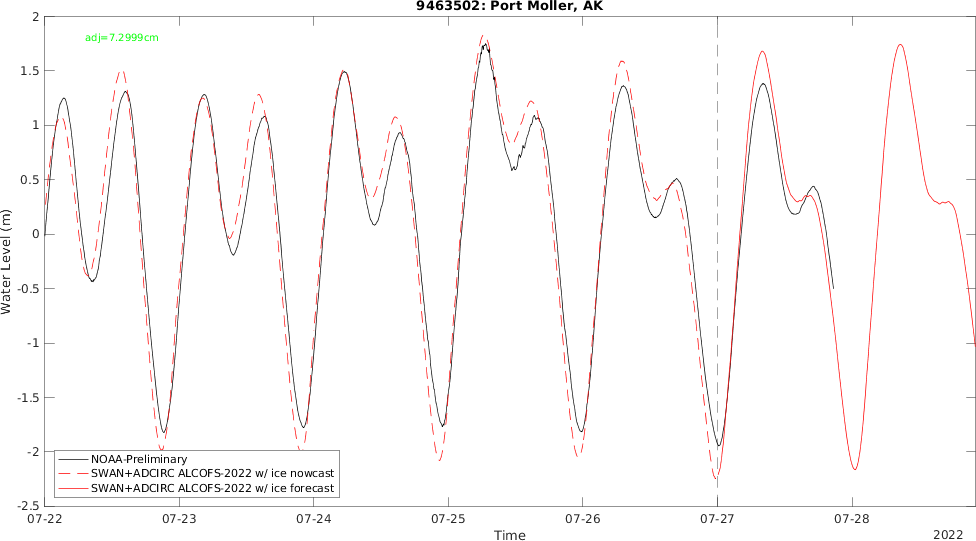 9463502: Port Moller, AK
adj=7.2999cm
2
1.5
1
0.5
0
-0.5
-1
-1.5
-2
-2.5
Water Level (m)
NOAA-Preliminary
SWAN+ADCIRC ALCOFS-2022 w/ ice nowcast
SWAN+ADCIRC ALCOFS-2022 w/ ice forecast
07-22 07-23 07-24 07-25 07-26 07-27 07-28
Time
2022